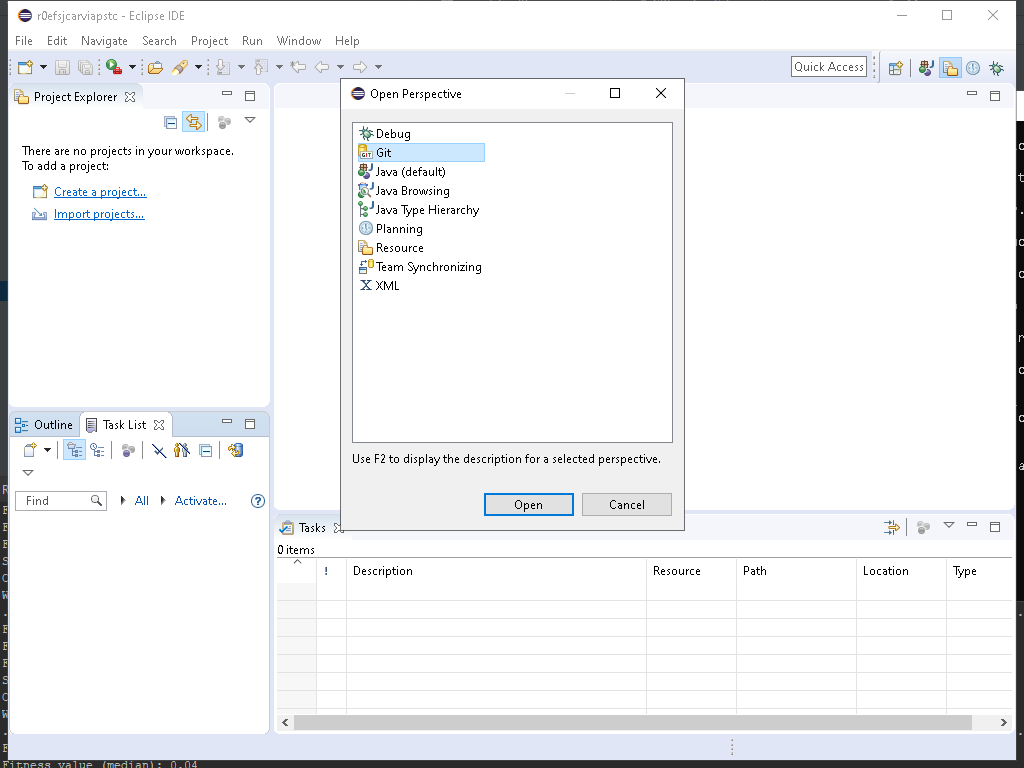 r0efsjcarviapstc - Eclipse IDE
File Edit Navigate Search Project Run Window Help
Quick Access
Project Explorer
There are no projects in your workspace.
To add a project:
Create a project...
Import projects...
Open Perspective
Debug
Git
Java (default)
Java Browsing
Java Type Hierarchy
Planning
Resource
Team Synchronizing
XML
Use F2 to display the description for a selected perspective.
Open Cancel
Outline Task List
Find All Activate...
Tasks
0 items
! Description Resource Path Location Type
Fitness value (median): 0.04